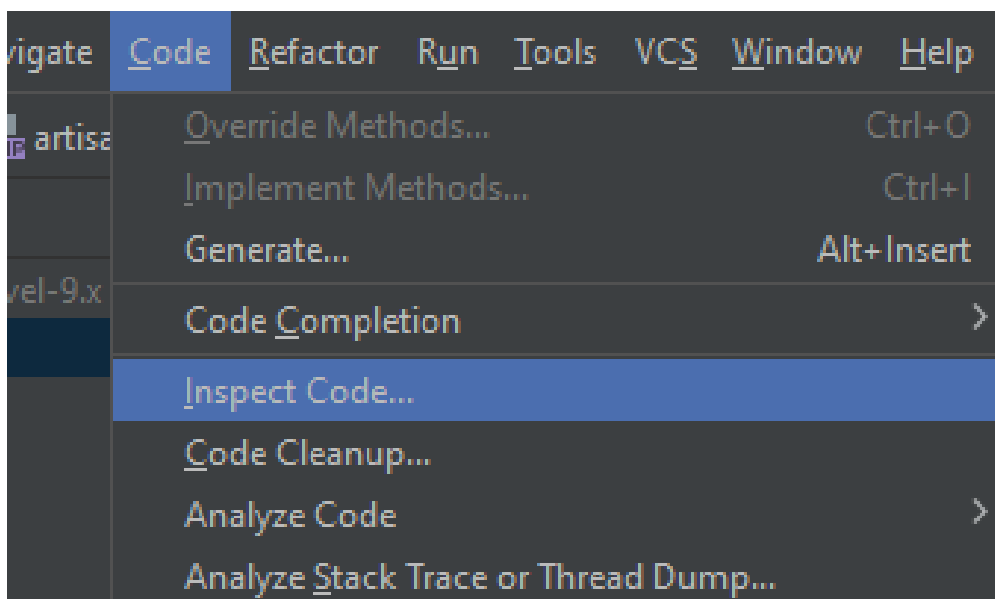 vigate Code Refactor Run Tools VCS Window Help
artisa
Override Methods... Ctrl+O
Implement Methods... Ctrl+I
Generate... Alt+Insert
vel-9.x
Code Completion
Inspect Code...
Code Cleanup...
Analyze Code
Analyze Stack Trace or Thread Dump...